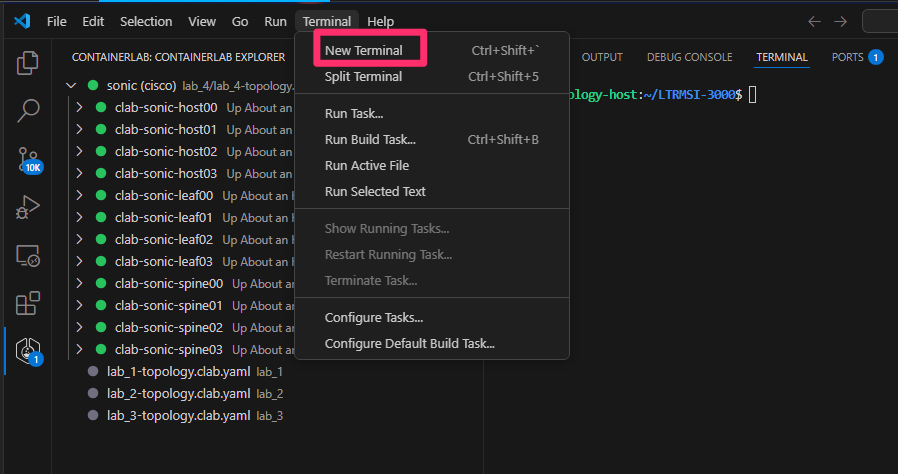 File Edit Selection View Go Run Terminal Help
CONTAINERLAB: CONTAINERLAB EXPLORER
sonic (cisco) lab_4/lab_4-topology.
clab-sonic-host00 Up About an
clab-sonic-host01 Up About an
clab-sonic-host02 Up About an
clab-sonic-host03 Up About an
clab-sonic-leaf00 Up About an
clab-sonic-leaf01 Up About an
clab-sonic-leaf02 Up About an
clab-sonic-leaf03 Up About an
clab-sonic-spine00 Up About an
clab-sonic-spine01 Up About an
clab-sonic-spine02 Up About an
clab-sonic-spine03 Up About an
lab_1-topology.clab.yaml lab_1
lab_2-topology.clab.yaml lab_2
lab_3-topology.clab.yaml lab_3
10K
1
New Terminal Ctrl+Shift+`
Split Terminal Ctrl+Shift+5
Run Task...
Run Build Task... Ctrl+Shift+B
Run Active File
Run Selected Text
Show Running Tasks...
Restart Running Task...
Terminate Task...
Configure Tasks...
Configure Default Build Task...
OUTPUT DEBUG CONSOLE TERMINAL PORTS 1
ology-host:~/LTRMSI-3000$